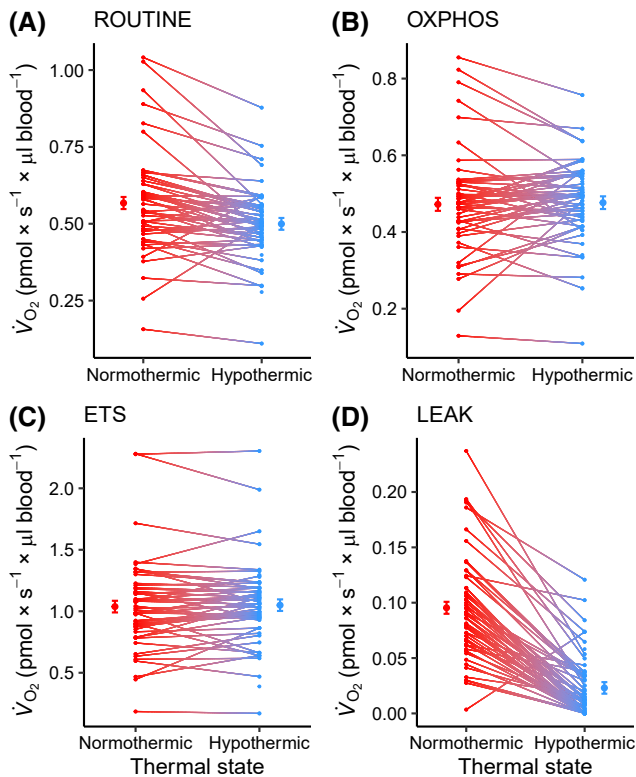 (A) ROUTINE
V̇O₂ (pmol × s⁻¹ × µl blood⁻¹)
1.00
0.75
0.50
0.25
Normothermic Hypothermic
(B) OXPHOS
V̇O₂ (pmol × s⁻¹ × µl blood⁻¹)
0.8
0.6
0.4
0.2
Normothermic Hypothermic
(C) ETS
V̇O₂ (pmol × s⁻¹ × µl blood⁻¹)
2.0
1.5
1.0
0.5
Normothermic Hypothermic
Thermal state
(D) LEAK
V̇O₂ (pmol × s⁻¹ × µl blood⁻¹)
0.20
0.15
0.10
0.05
0.00
Normothermic Hypothermic
Thermal state